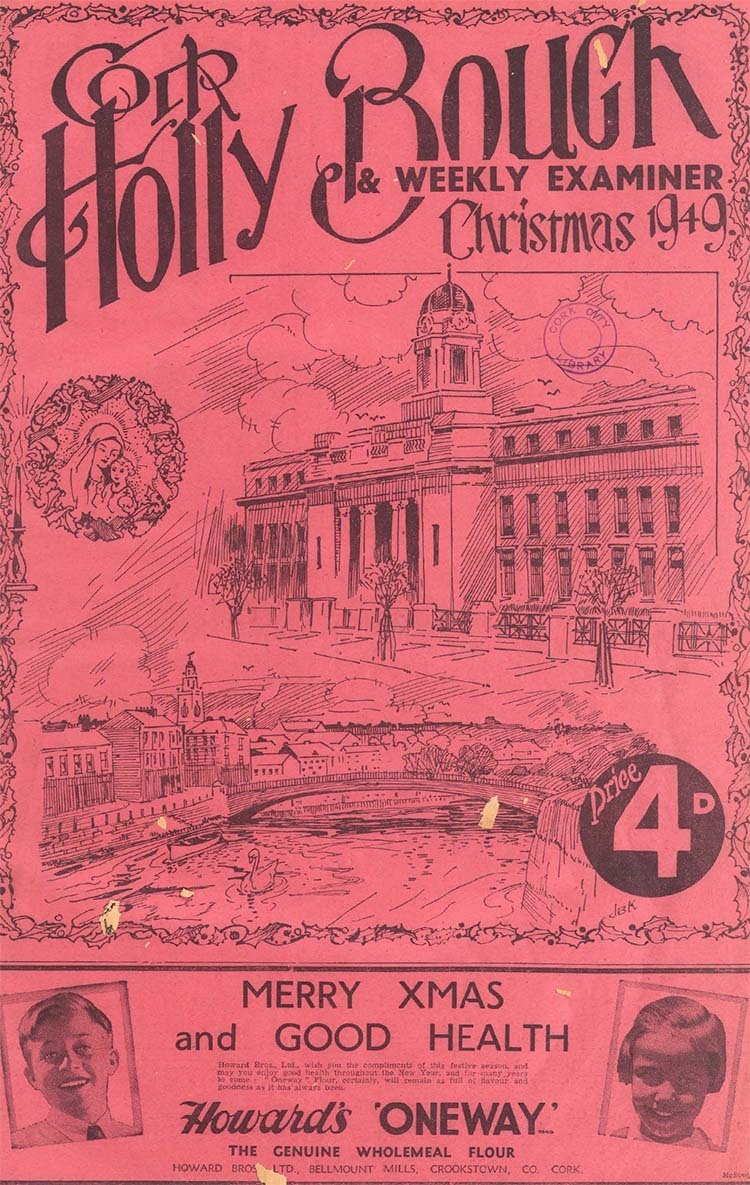 Cork
Holly Bough
& WEEKLY EXAMINER
Christmas 1949.
CORK CITY
LIBRARY
Price
4D
JBK
MERRY XMAS
and GOOD HEALTH
Howard Bros., Ltd., wish you the compliments of this festive season, and
may you enjoy good health throughout the New Year, and for many years
to come : "Oneway" Flour, certainly, will remain as full of flavour and
goodness as it has always been.
Howard's 'ONEWAY'
THE GENUINE WHOLEMEAL FLOUR
HOWARD BROS LTD., BELLMOUNT MILLS, CROOKSTOWN, CO. CORK.